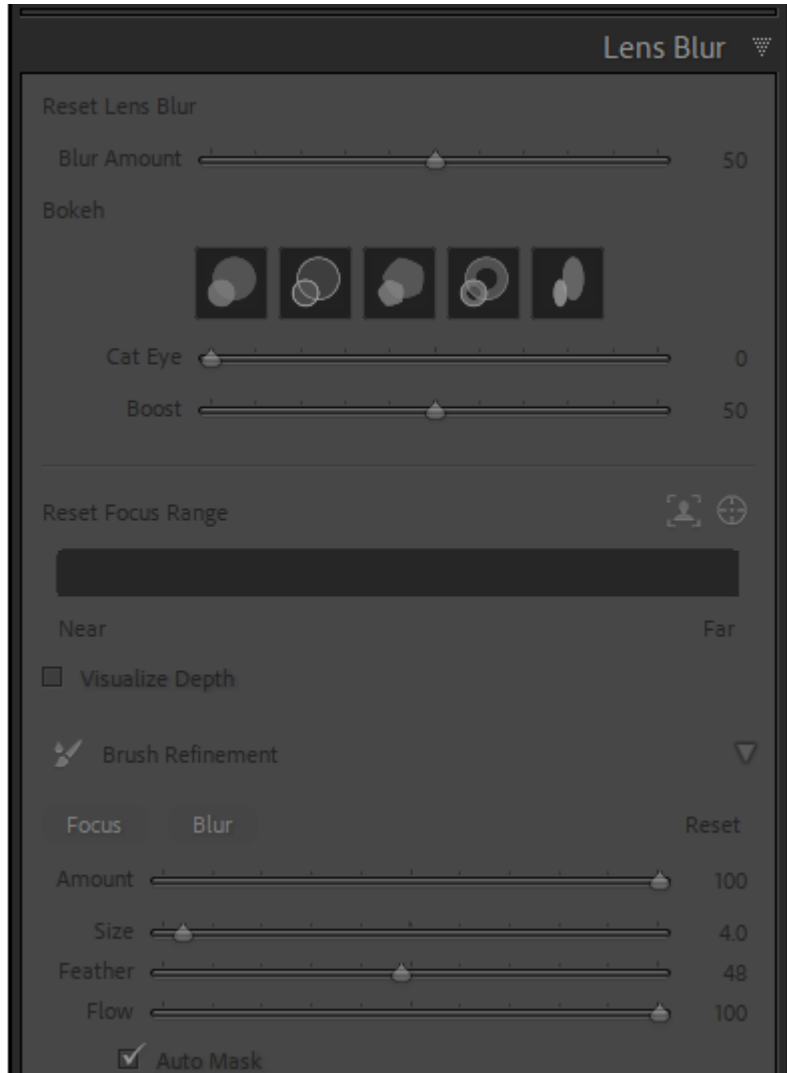 Lens Blur
Reset Lens Blur
Blur Amount 50
Bokeh
Cat Eye 0
Boost 50
Reset Focus Range
Near Far
Visualize Depth
Brush Refinement
Focus Blur Reset
Amount 100
Size 4.0
Feather 48
Flow 100
Auto Mask